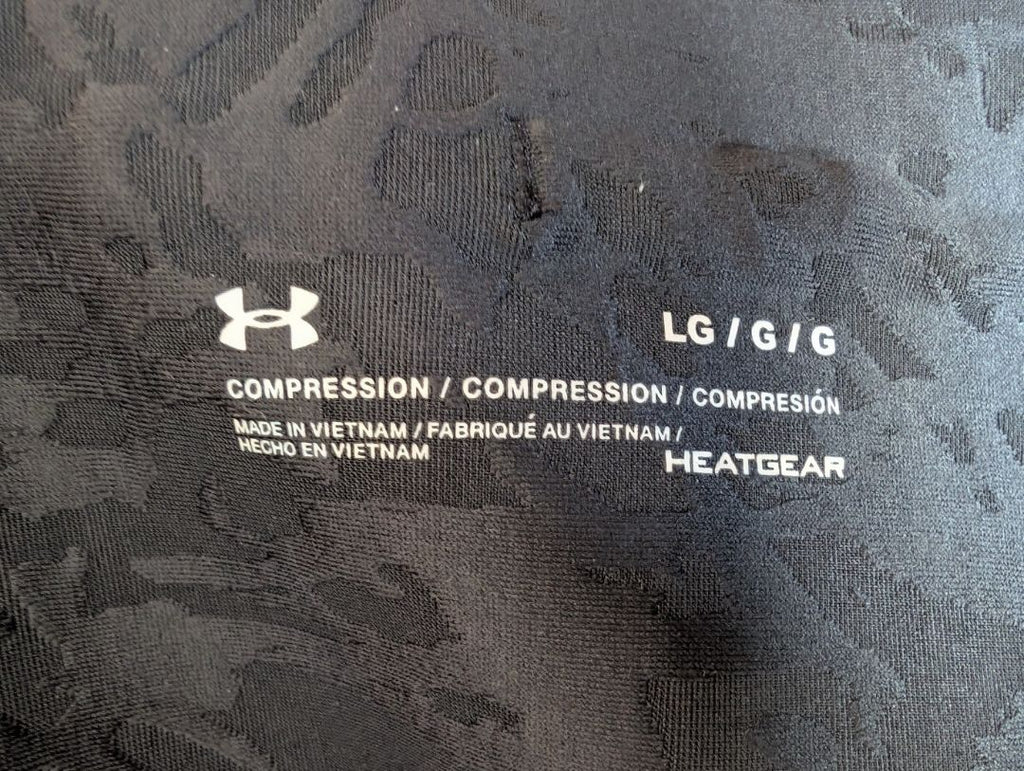 LG / G / G
COMPRESSION / COMPRESSION / COMPRESIÓN
MADE IN VIETNAM / FABRIQUÉ AU VIETNAM /
HECHO EN VIETNAM
HEATGEAR